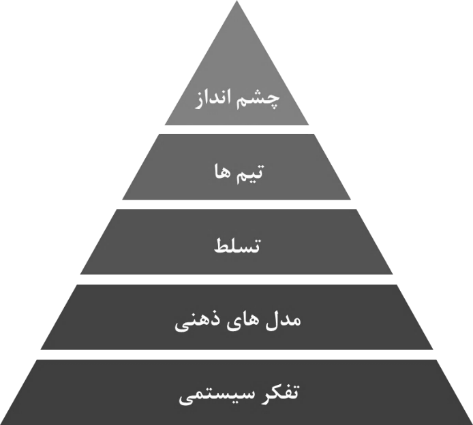 چشم انداز
تیم ها
تسلط
مدل های ذهنی
تفکر سیستمی